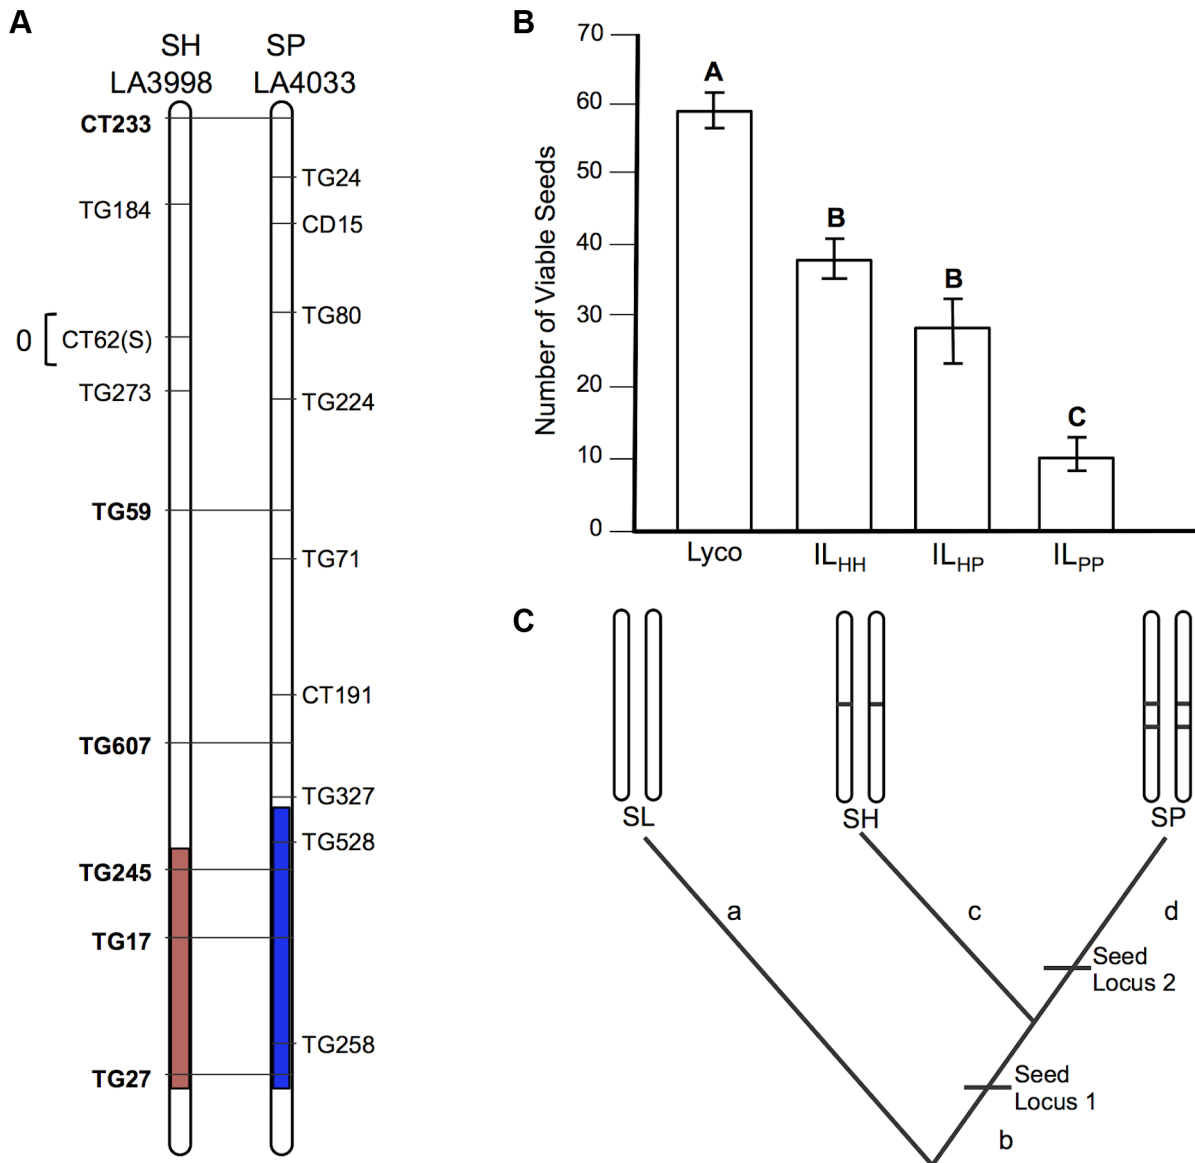 A
SH SP
LA3998 LA4033
CT233
TG24
TG184
CD15
TG80
0 CT62(S)
TG273
TG224
TG59
TG71
CT191
TG607
TG327
TG528
TG245
TG17
TG258
TG27
B
Number of Viable Seeds
70
60
50
40
30
20
10
0
A
B
B
C
Lyco ILHH ILHP ILPP
C
SL SH SP
a c d
Seed
Locus 2
Seed
Locus 1
b